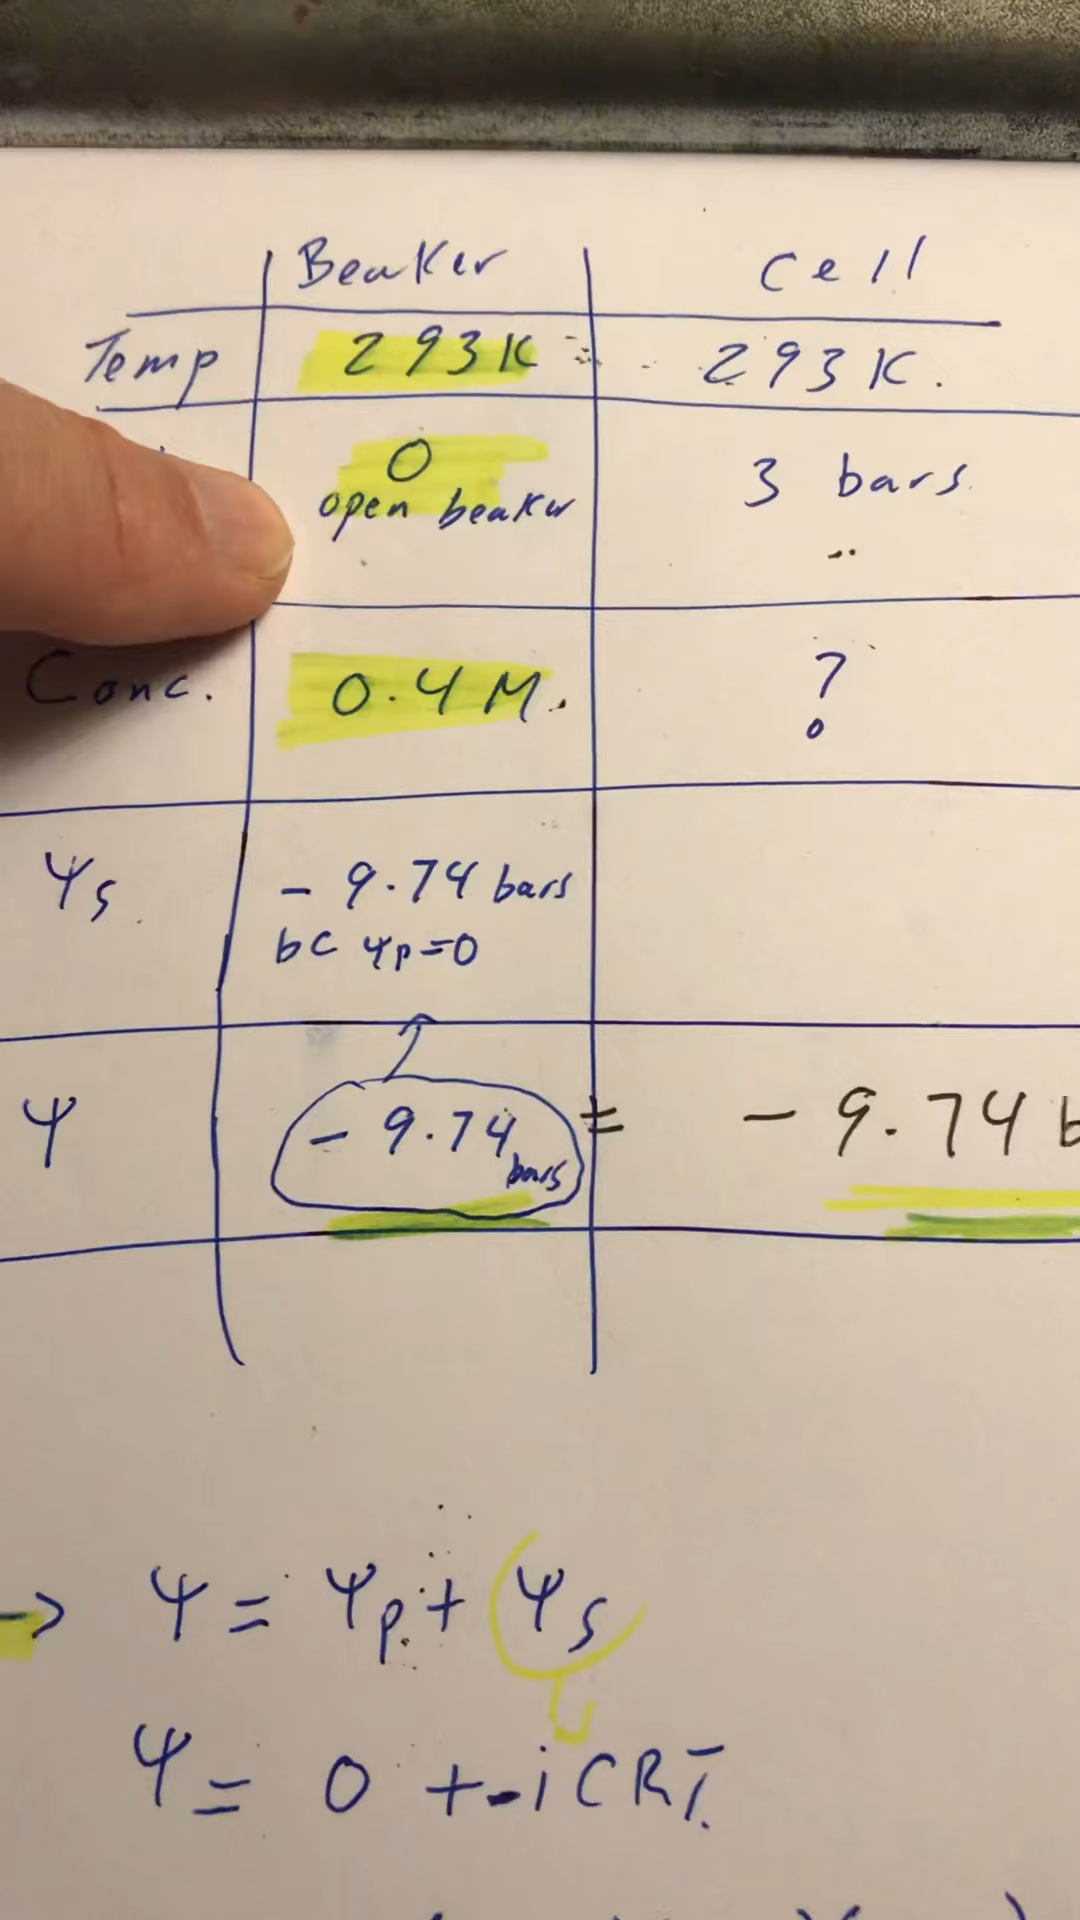 Beaker Cell
Temp 293K 293K.
0 3 bars
open beaker
Conc. 0.4 M. ?
Ψs - 9.74 bars
bc Ψp=0
Ψ - 9.74 bars = - 9.74 b
→ Ψ = Ψp + Ψs
Ψ = 0 + -iCRT.